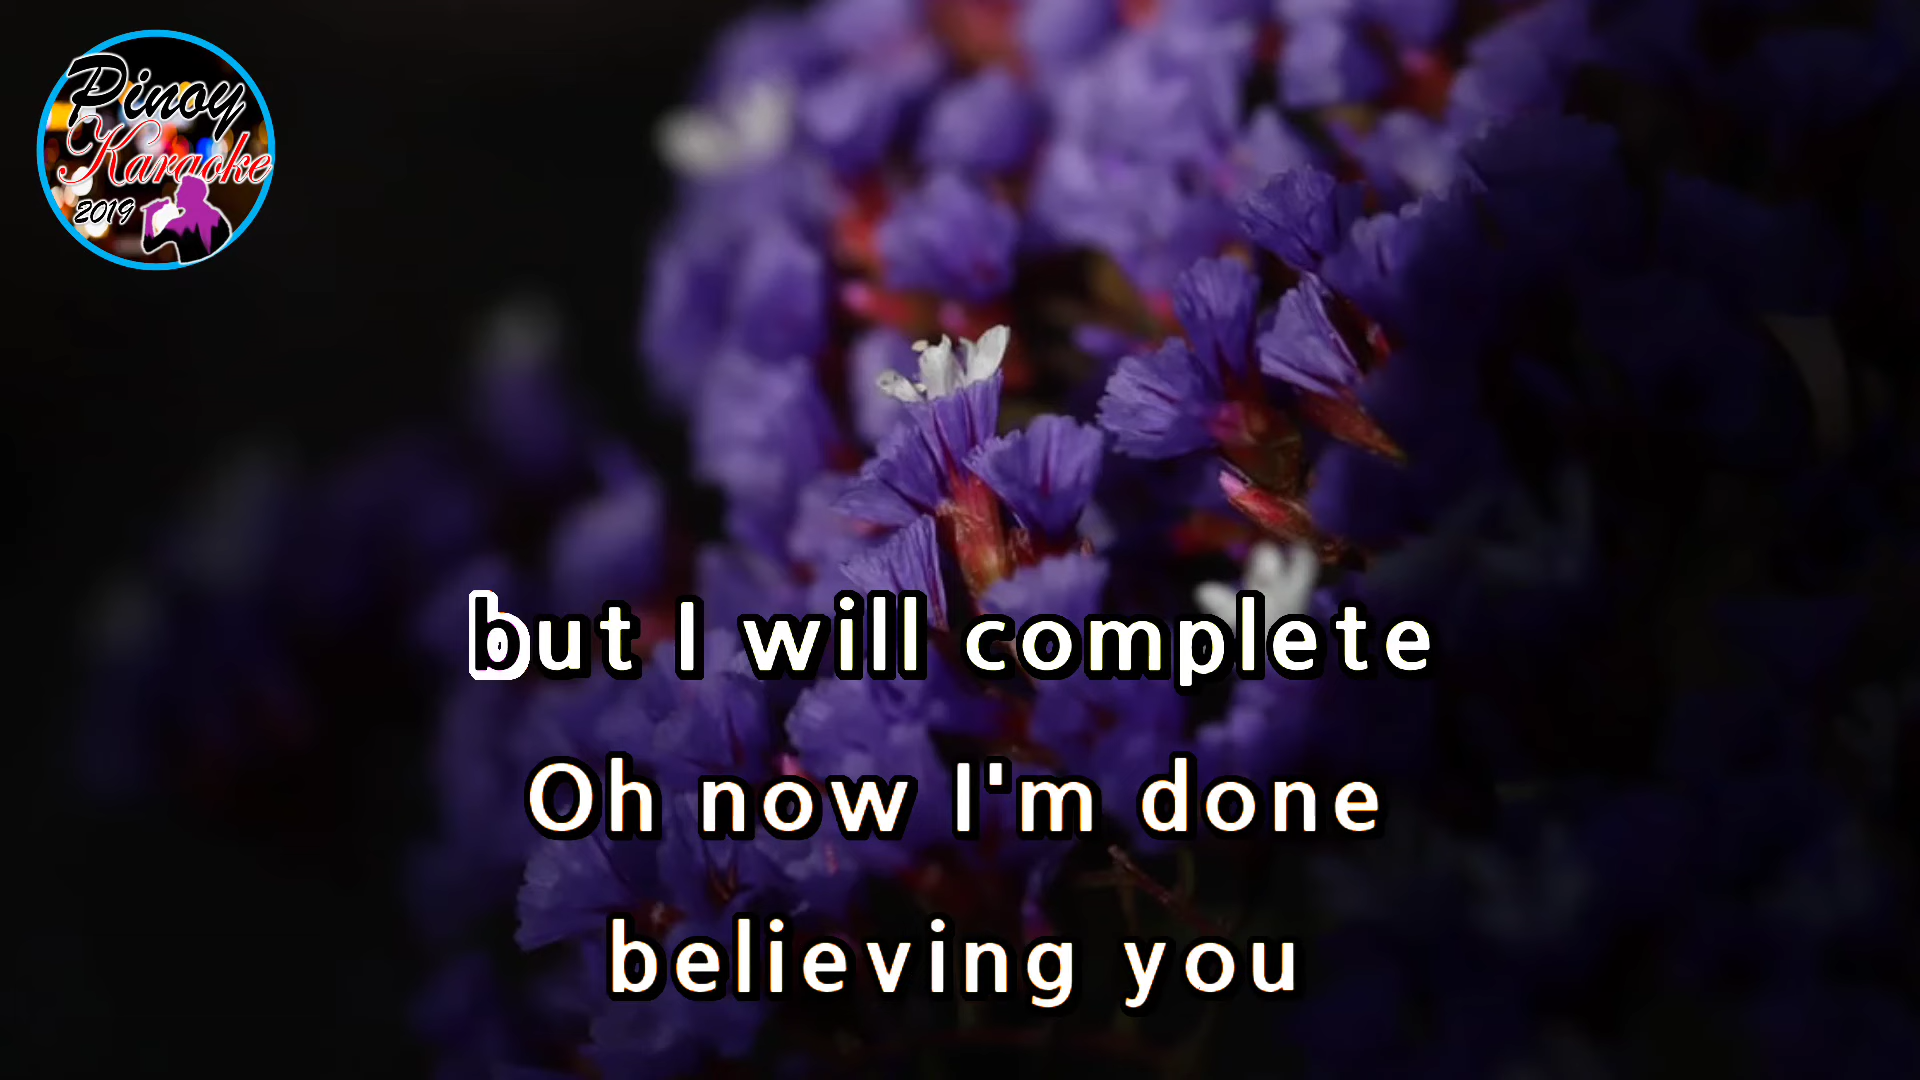 Pinoy
Karaoke
2019
but I will complete
Oh now I'm done
believing you